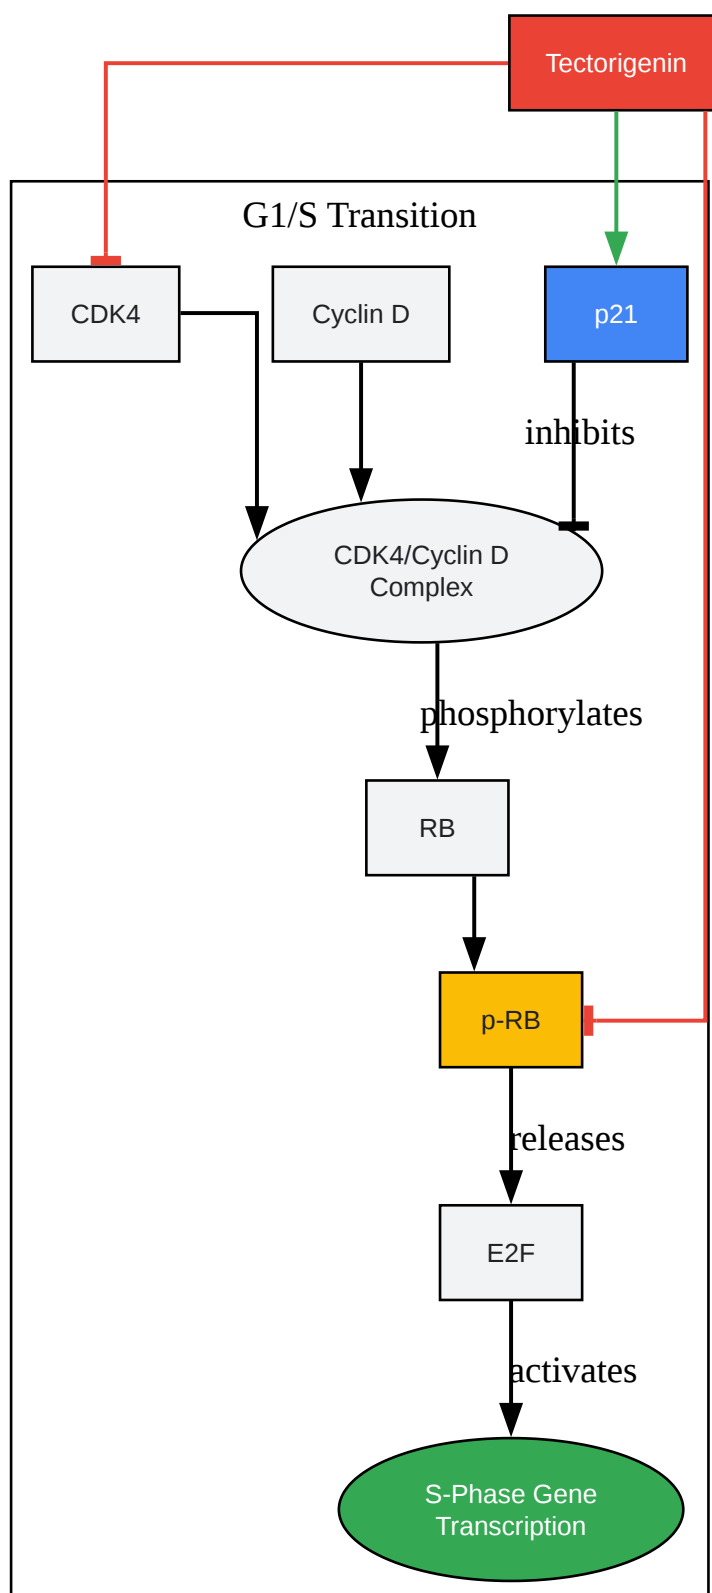 Tectorigenin
G1/S Transition
CDK4
Cyclin D
p21
inhibits
CDK4/Cyclin D
Complex
phosphorylates
RB
p-RB
releases
E2F
activates
S-Phase Gene
Transcription